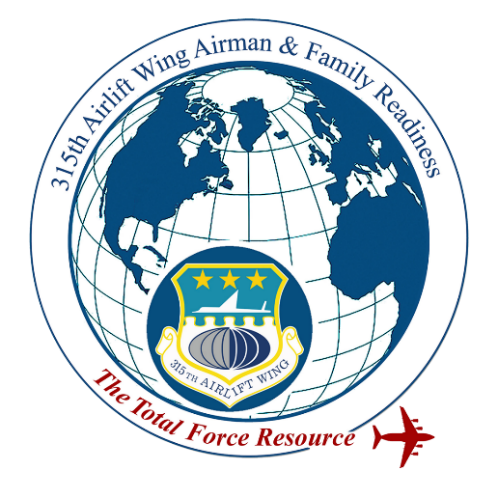 315th Airlift Wing Airman & Family Readiness
315TH AIRLIFT WING
The Total Force Resource